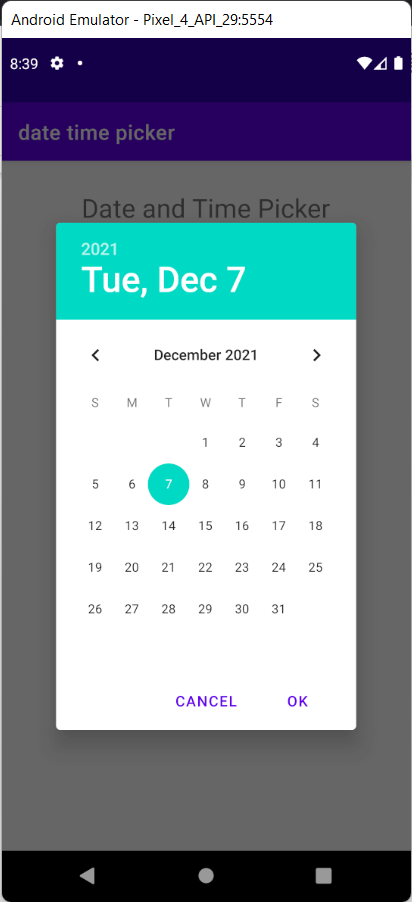 Android Emulator - Pixel_4_API_29:5554
8:39
date time picker
Date and Time Picker
2021
Tue, Dec 7
December 2021
S M T W T F S
1 2 3 4
5 6 7 8 9 10 11
12 13 14 15 16 17 18
19 20 21 22 23 24 25
26 27 28 29 30 31
CANCEL OK